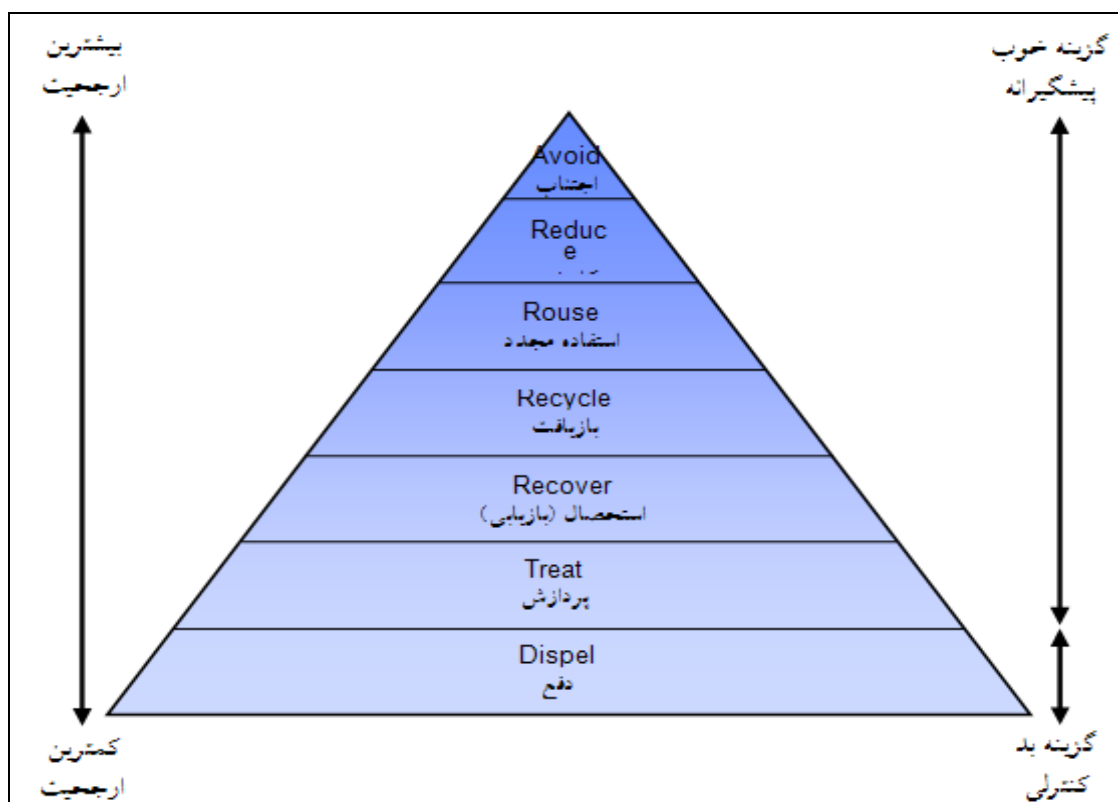 بیشترین
ارجحیت
گزینه خوب
پیشگیرانه
Avoid
اجتناب
Reduc
e
Rouse
استفاده مجدد
Recycle
بازیافت
Recover
استحصال (بازیابی)
Treat
پردازش
Dispel
دفع
کمترین
ارجحیت
گزینه بد
کنترلی